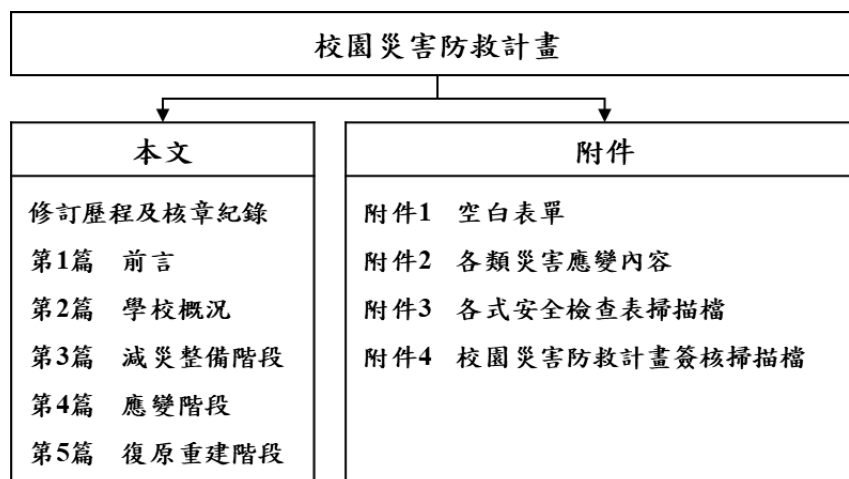 校園災害防救計畫
本文
修訂歷程及核章紀錄
第1篇 前言
第2篇 學校概況
第3篇 減災整備階段
第4篇 應變階段
第5篇 復原重建階段
附件
附件1 空白表單
附件2 各類災害應變內容
附件3 各式安全檢查表掃描檔
附件4 校園災害防救計畫簽核掃描檔